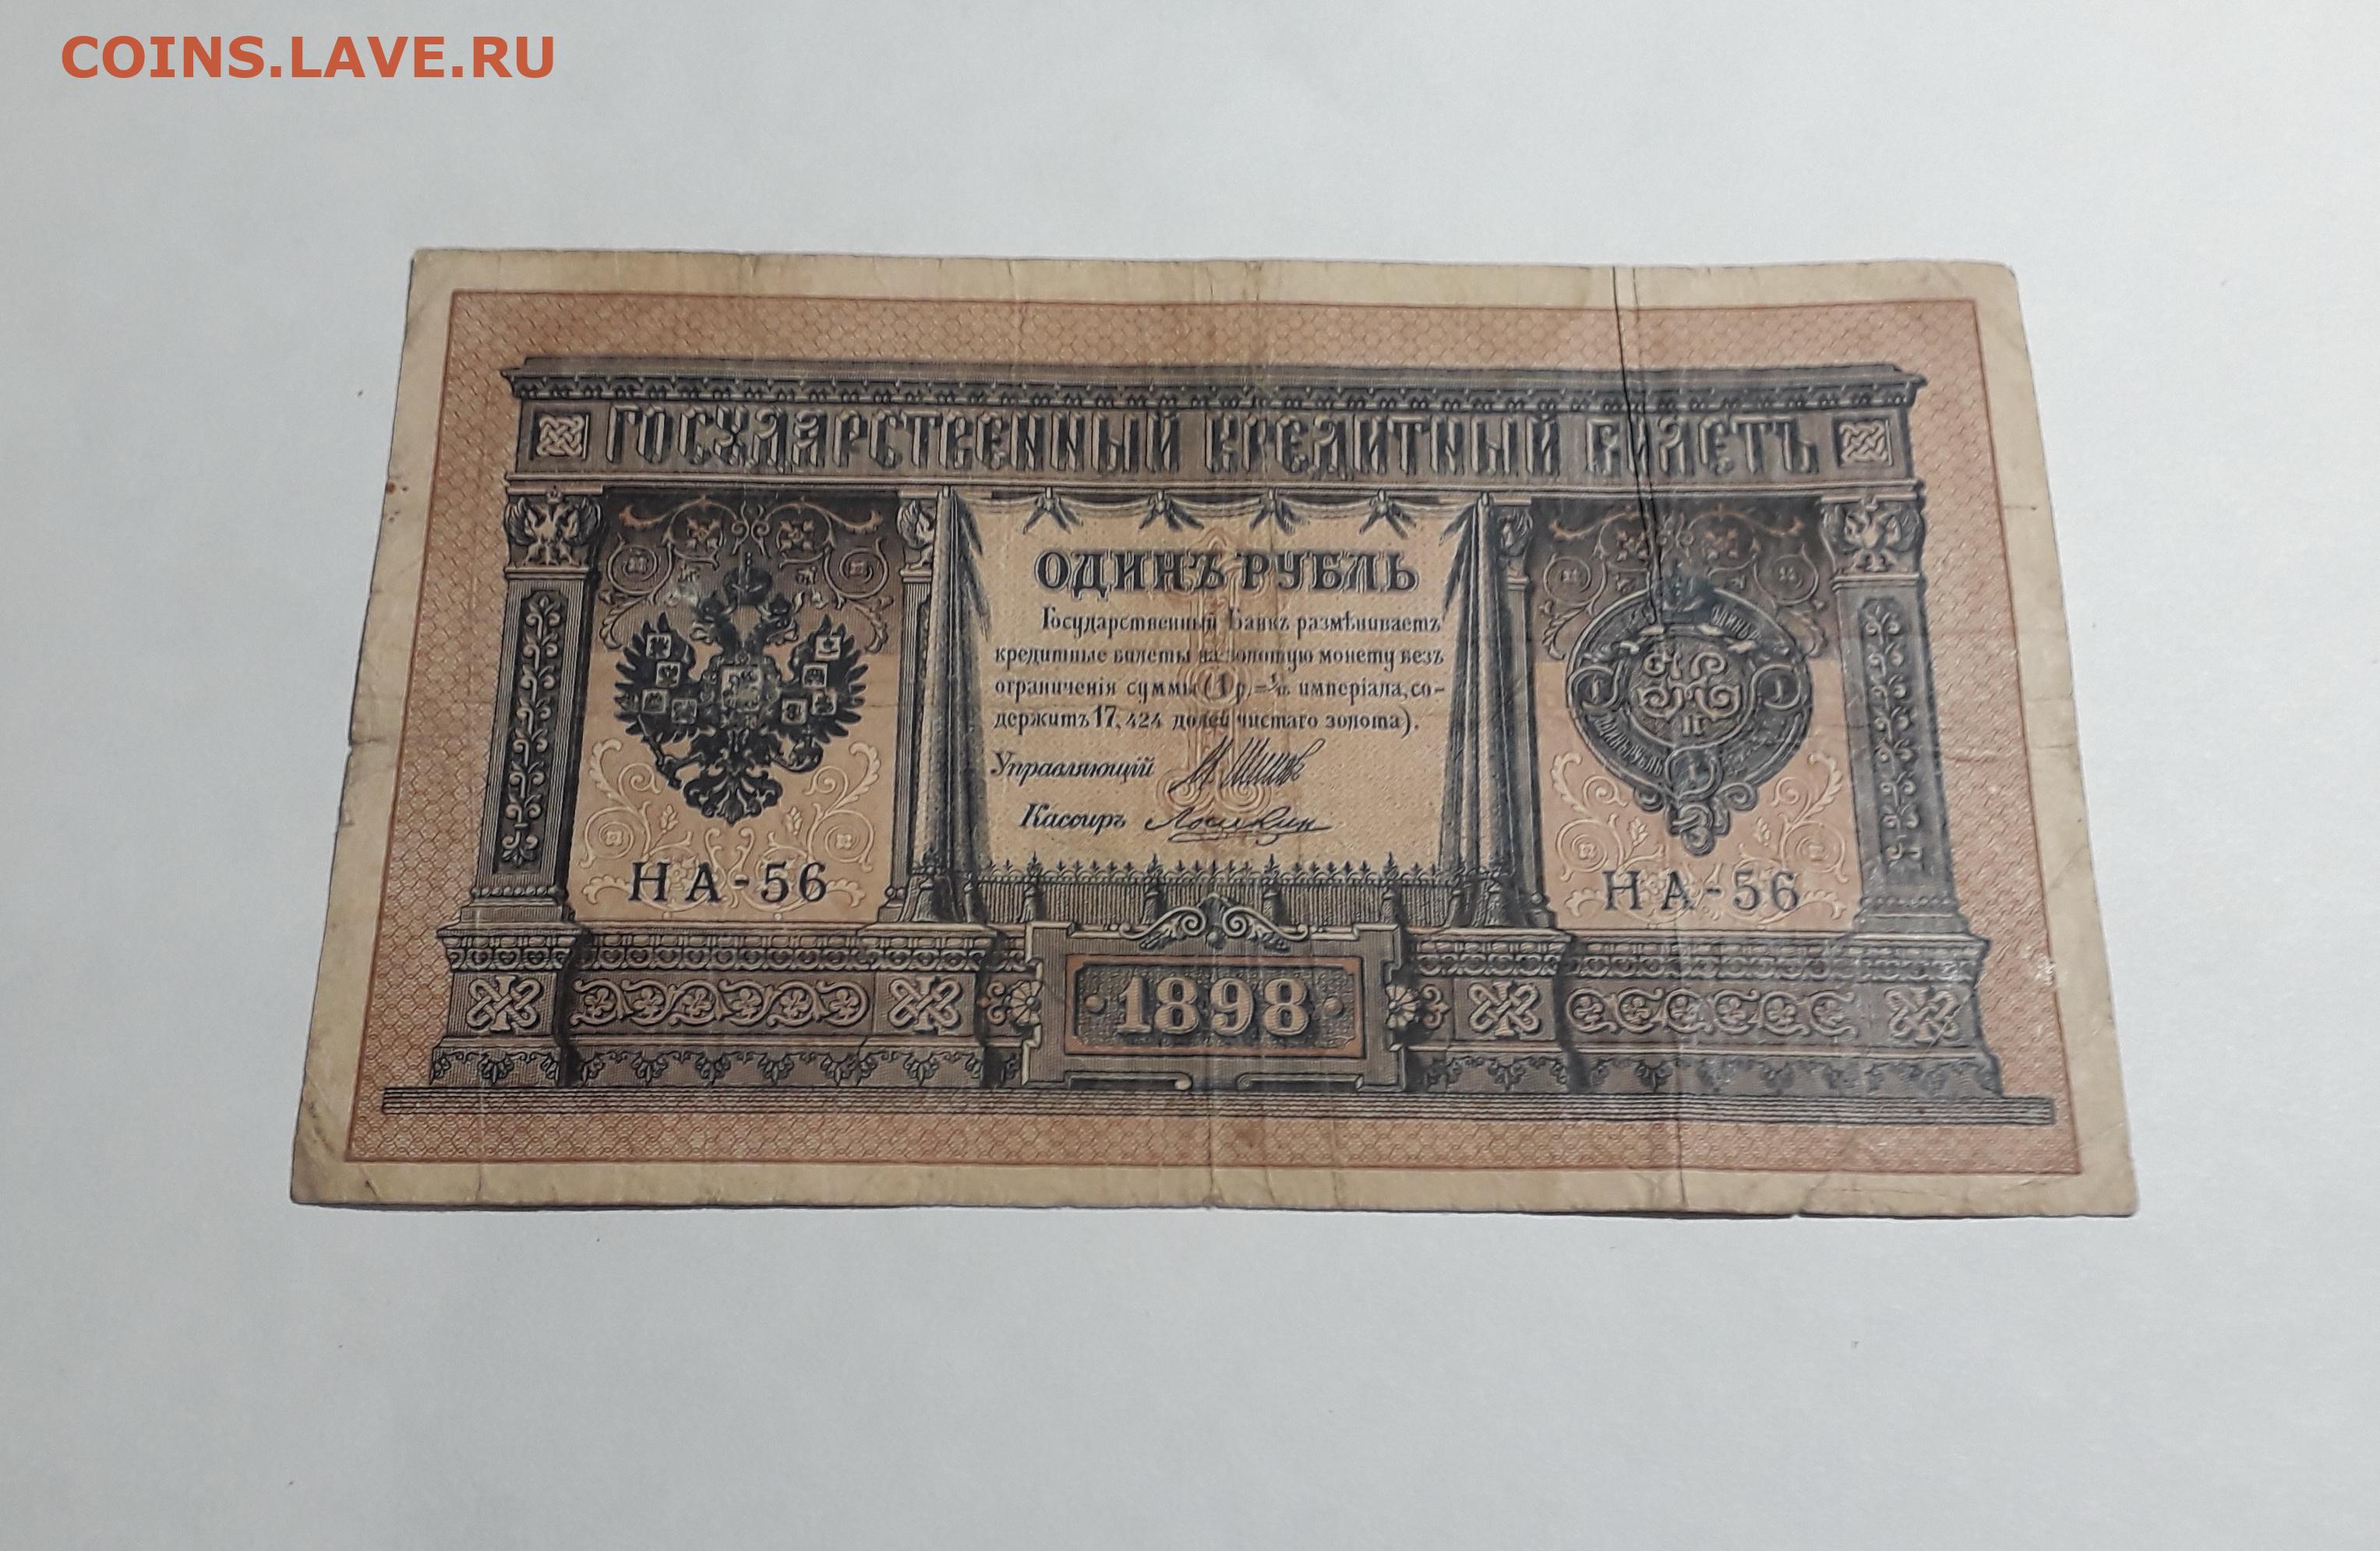 COINS.LAVE.RU
ГОСУДАРСТВЕННЫЙ КРЕДИТНЫЙ БИЛЕТЪ
ОДИНЪ РУБЛЬ
Государственный Банкъ размѣниваетъ
кредитные билеты на золотую монету безъ
ограниченія суммы (1 р. = 1/15 имперіала, со-
держитъ 17,424 долей чистаго золота).
Управляющій
Кассиръ
НА-56
НА-56
1898